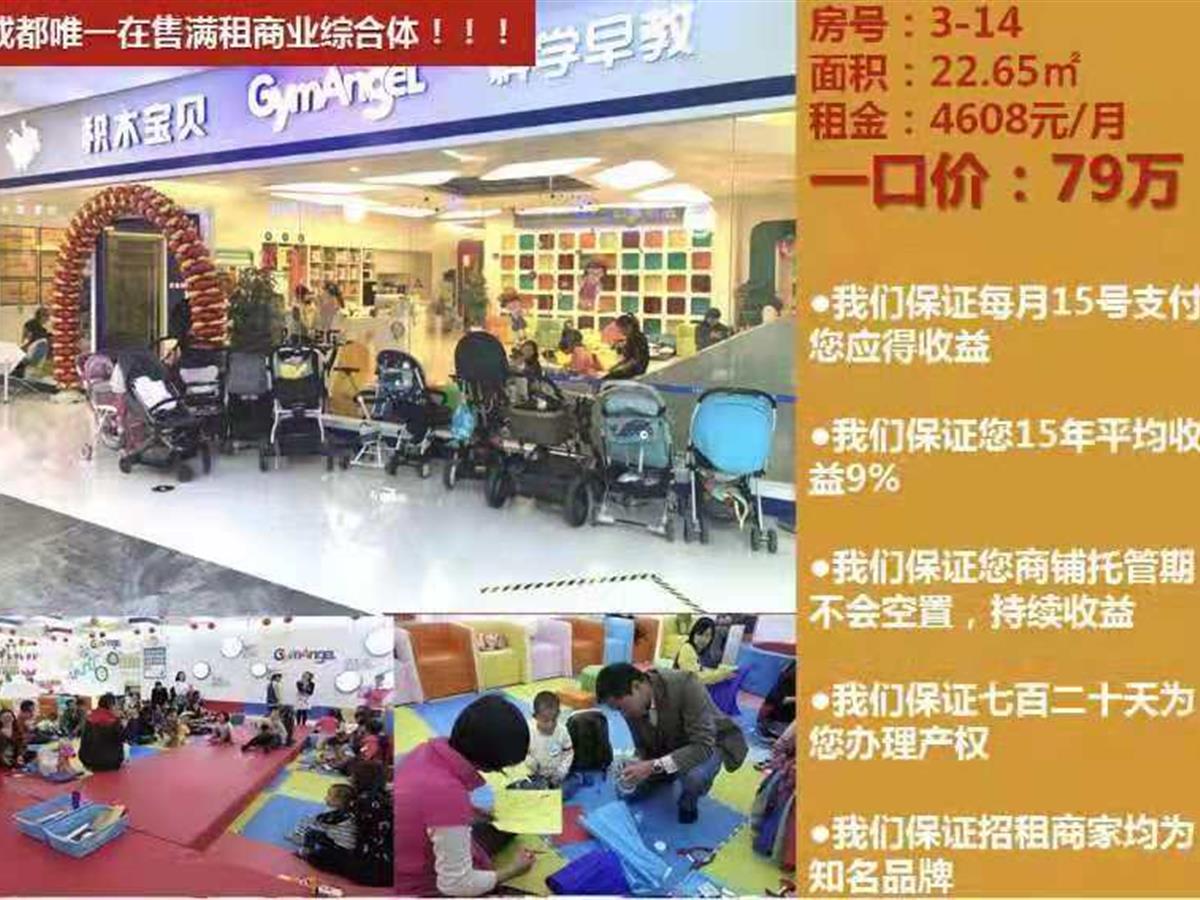 成都唯一在售满租商业综合体！！！
积木宝贝
GymAngel
科学早教
GymAngel
房号：3-14
面积：22.65㎡
租金：4608元/月
一口价：79万
●我们保证每月15号支付
您应得收益
●我们保证您15年平均收
益9%
●我们保证您商铺托管期
不会空置，持续收益
●我们保证七百二十天为
您办理产权
●我们保证招租商家均为
知名品牌